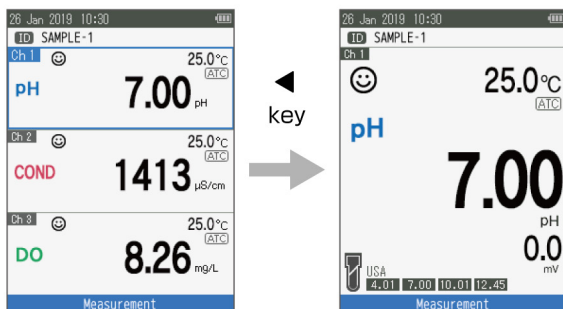 26 Jan 2019 10:30
ID SAMPLE-1
Ch 1
25.0°C
ATC
pH
7.00 pH
Ch 2
25.0°C
ATC
COND
1413 µS/cm
Ch 3
25.0°C
ATC
DO
8.26 mg/L
Measurement
◀
key
26 Jan 2019 10:30
ID SAMPLE-1
Ch 1
25.0°C
ATC
pH
7.00
pH
0.0
mV
USA
4.01 7.00 10.01 12.45
Measurement